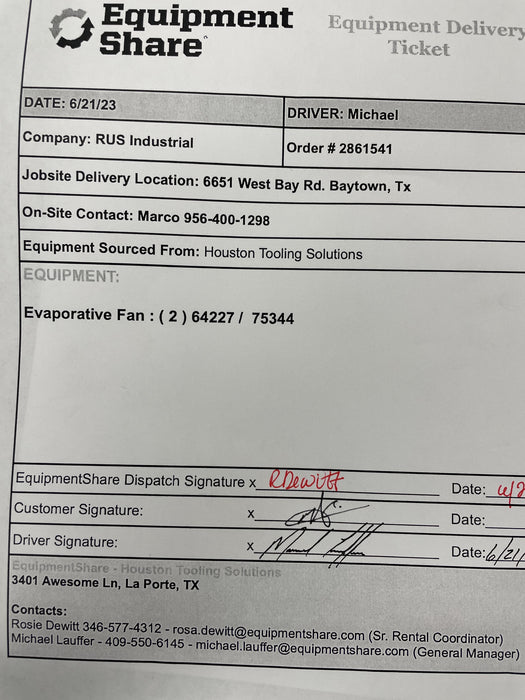 Equipment
Share
Equipment Delivery
Ticket
DATE: 6/21/23
DRIVER: Michael
Company: RUS Industrial
Order # 2861541
Jobsite Delivery Location: 6651 West Bay Rd. Baytown, Tx
On-Site Contact: Marco 956-400-1298
Equipment Sourced From: Houston Tooling Solutions
EQUIPMENT:
Evaporative Fan : ( 2 ) 64227 / 75344
EquipmentShare Dispatch Signature x RDewitt Date: 6/2
Customer Signature: x Date:
Driver Signature: x Date: 6/21/
EquipmentShare - Houston Tooling Solutions
3401 Awesome Ln, La Porte, TX
Contacts:
Rosie Dewitt 346-577-4312 - rosa.dewitt@equipmentshare.com (Sr. Rental Coordinator)
Michael Lauffer - 409-550-6145 - michael.lauffer@equipmentshare.com (General Manager)